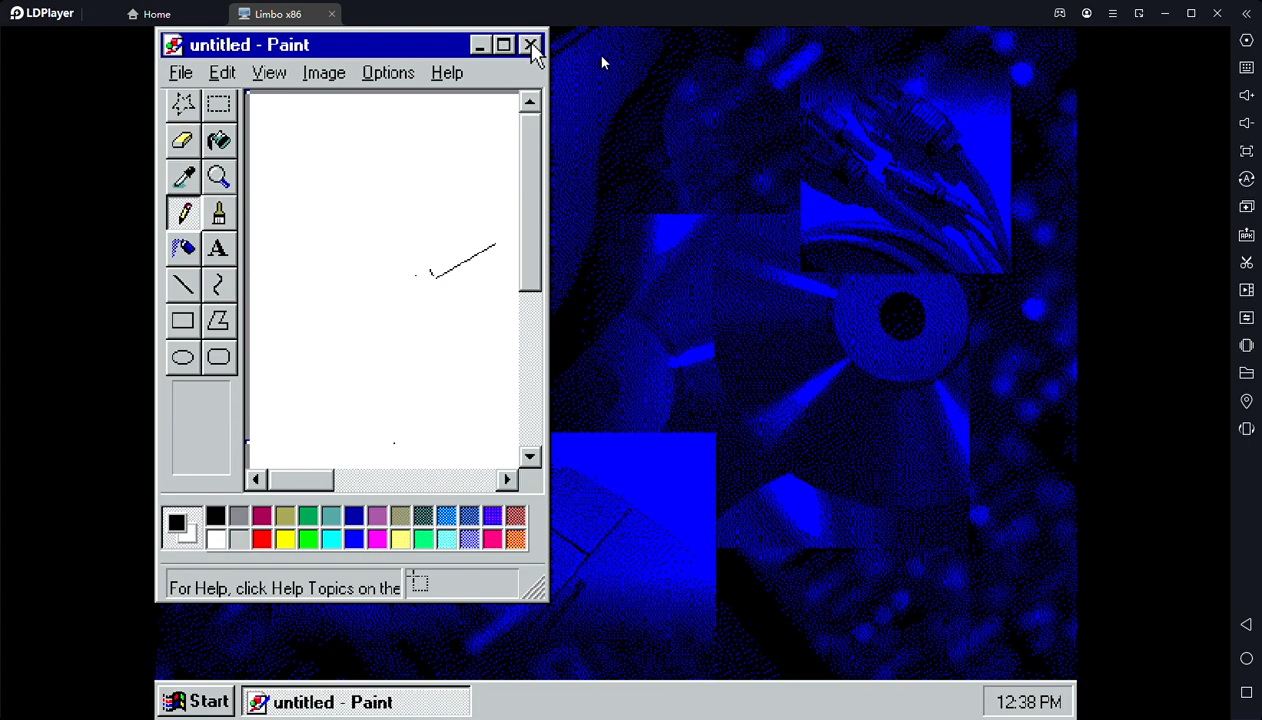 LDPlayer
Home
Limbo x86
untitled - Paint
File Edit View Image Options Help
A
For Help, click Help Topics on the
Start
untitled - Paint
12:38 PM
A
APK